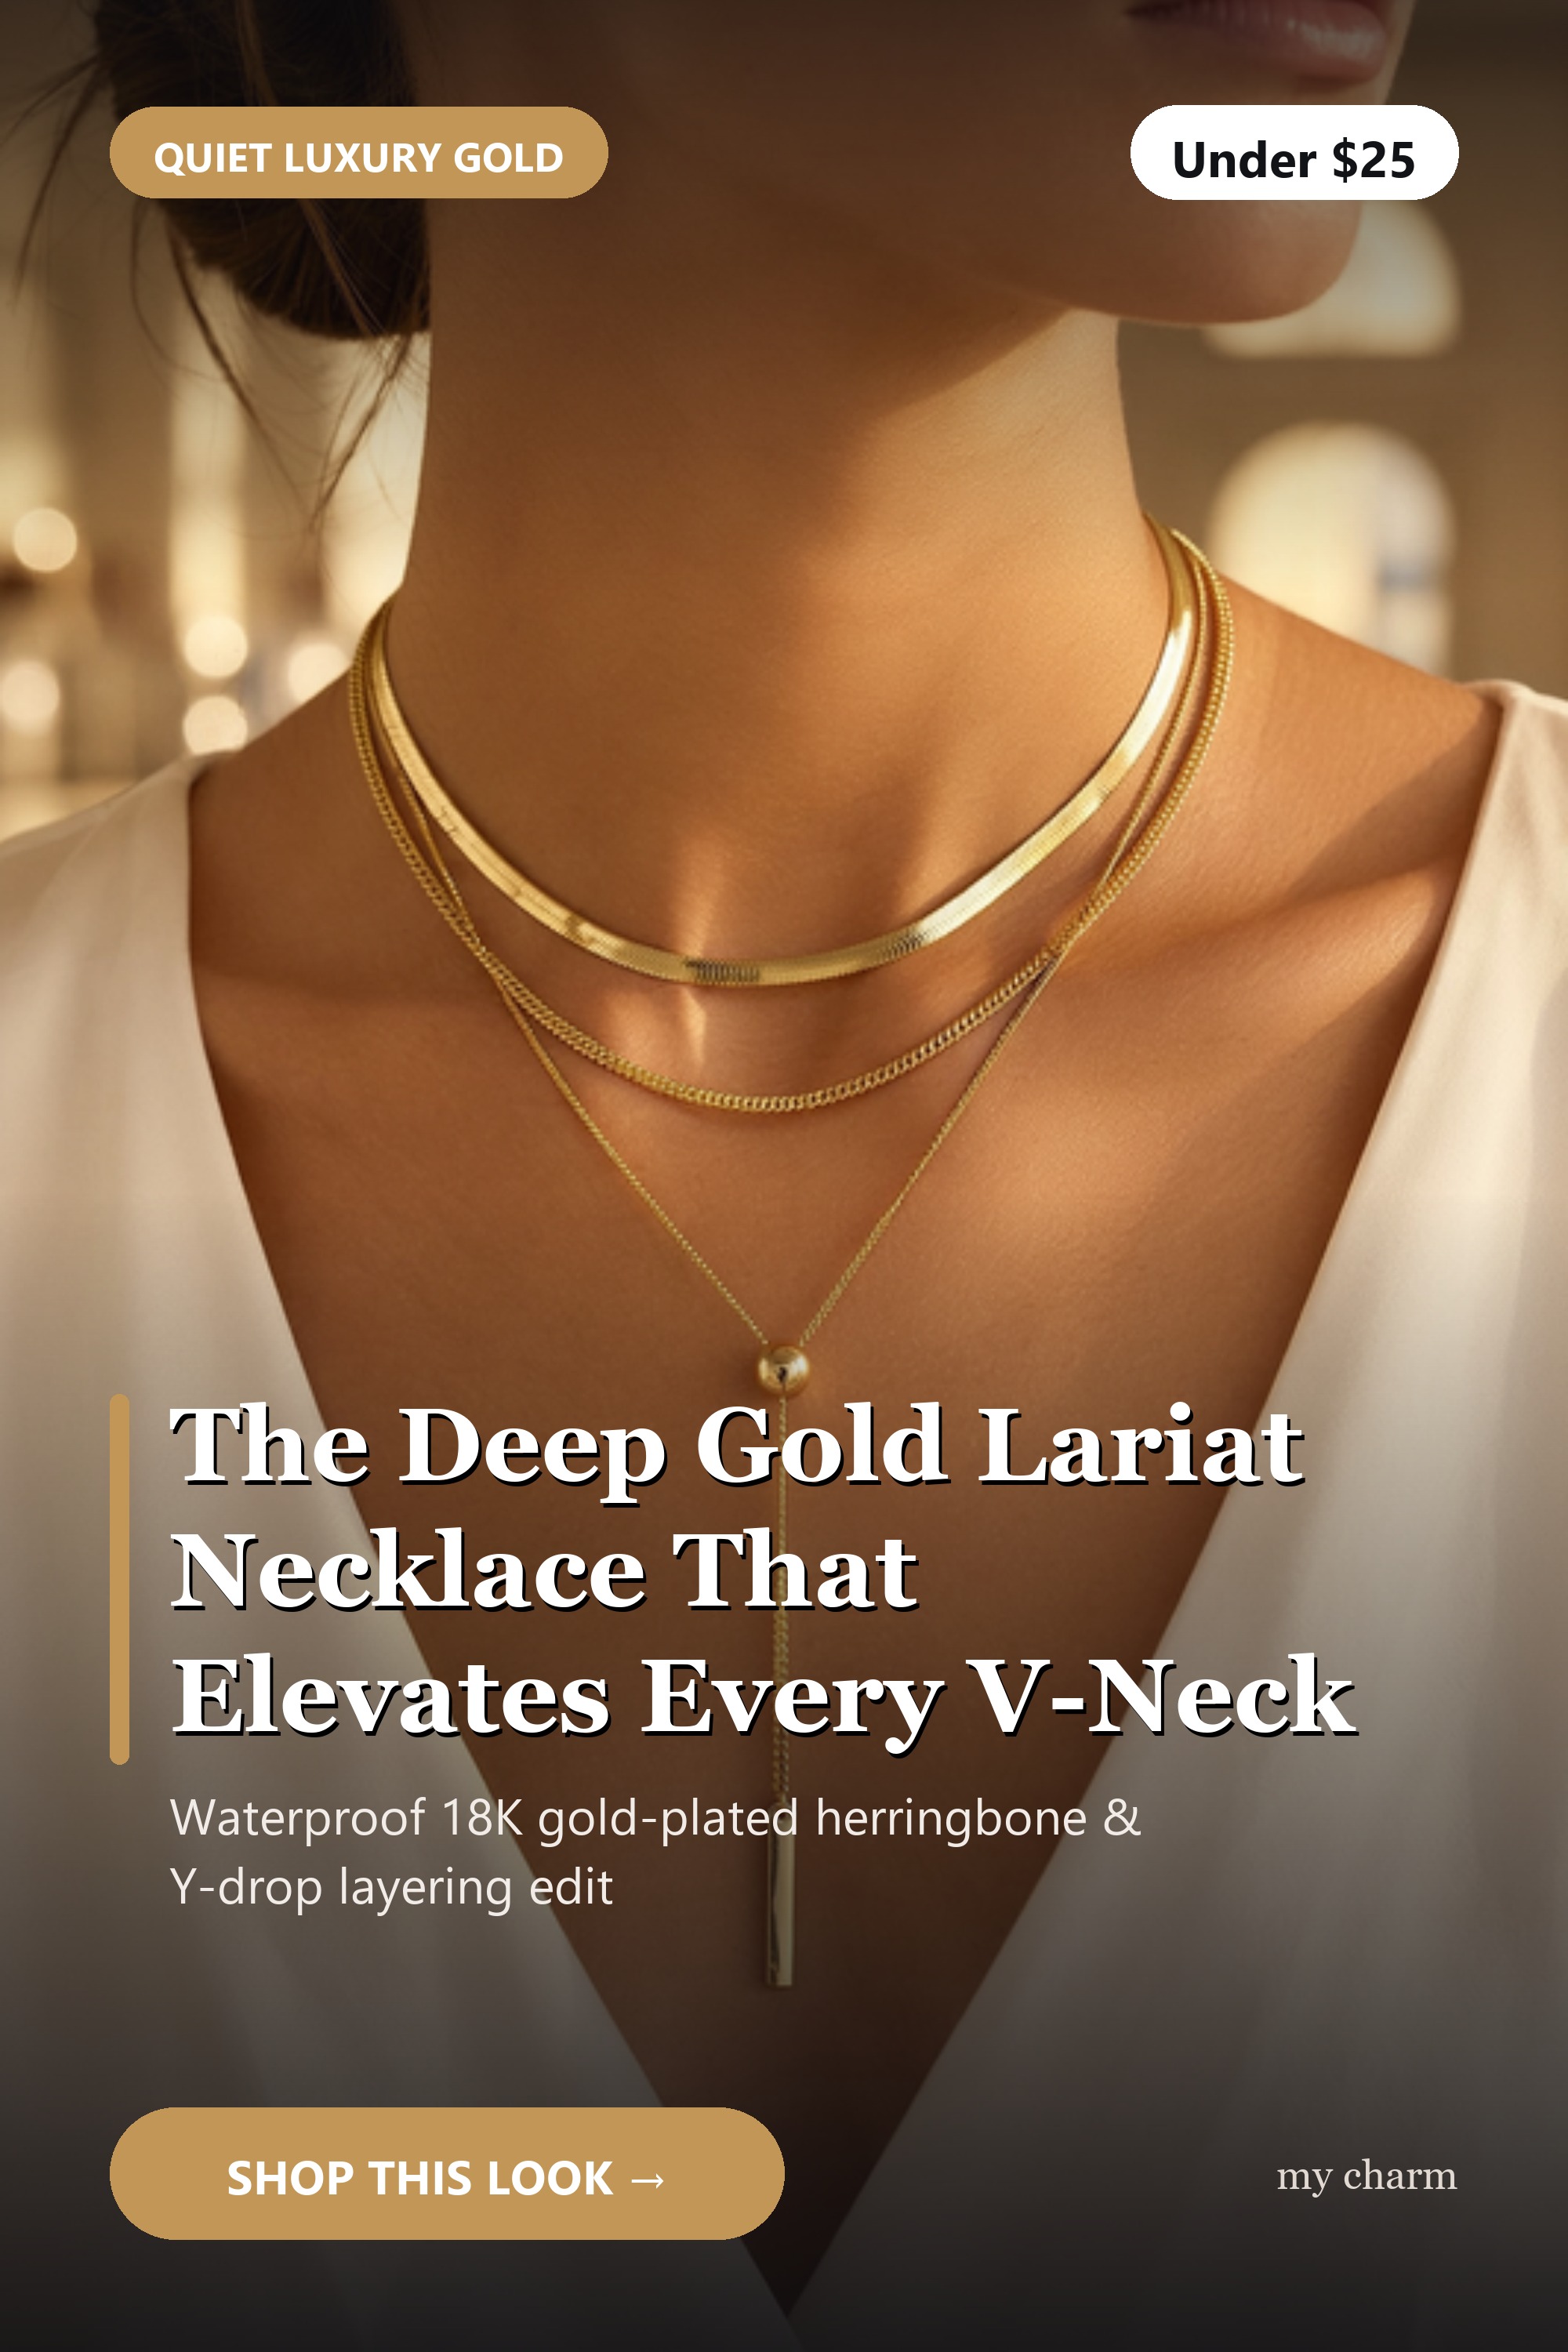 QUIET LUXURY GOLD
Under $25
The Deep Gold Lariat
Necklace That
Elevates Every V-Neck
Waterproof 18K gold-plated herringbone &
Y-drop layering edit
SHOP THIS LOOK →
my charm